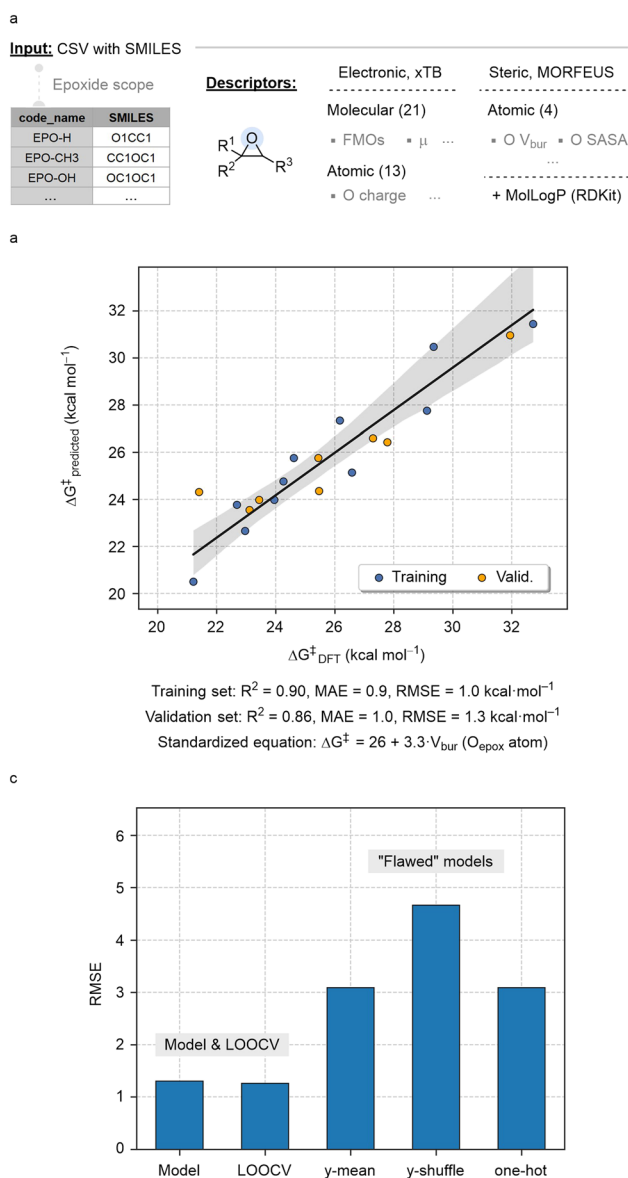 a
Input: CSV with SMILES
Epoxide scope
code_name SMILES
EPO-H O1CC1
EPO-CH3 CC1OC1
EPO-OH OC1OC1
... ...
Descriptors:
O
R¹
R²
R³
Electronic, xTB
Molecular (21)
▪ FMOs ▪ μ ...
Atomic (13)
▪ O charge ...
Steric, MORFEUS
Atomic (4)
▪ O Vbur ▪ O SASA
...
+ MolLogP (RDKit)
a
ΔG‡predicted (kcal mol⁻¹)
32
30
28
26
24
22
20
Training Valid.
20 22 24 26 28 30 32
ΔG‡DFT (kcal mol⁻¹)
Training set: R² = 0.90, MAE = 0.9, RMSE = 1.0 kcal·mol⁻¹
Validation set: R² = 0.86, MAE = 1.0, RMSE = 1.3 kcal·mol⁻¹
Standardized equation: ΔG‡ = 26 + 3.3·Vbur (Oepox atom)
c
RMSE
6
5
4
3
2
1
0
"Flawed" models
Model & LOOCV
Model LOOCV y-mean y-shuffle one-hot